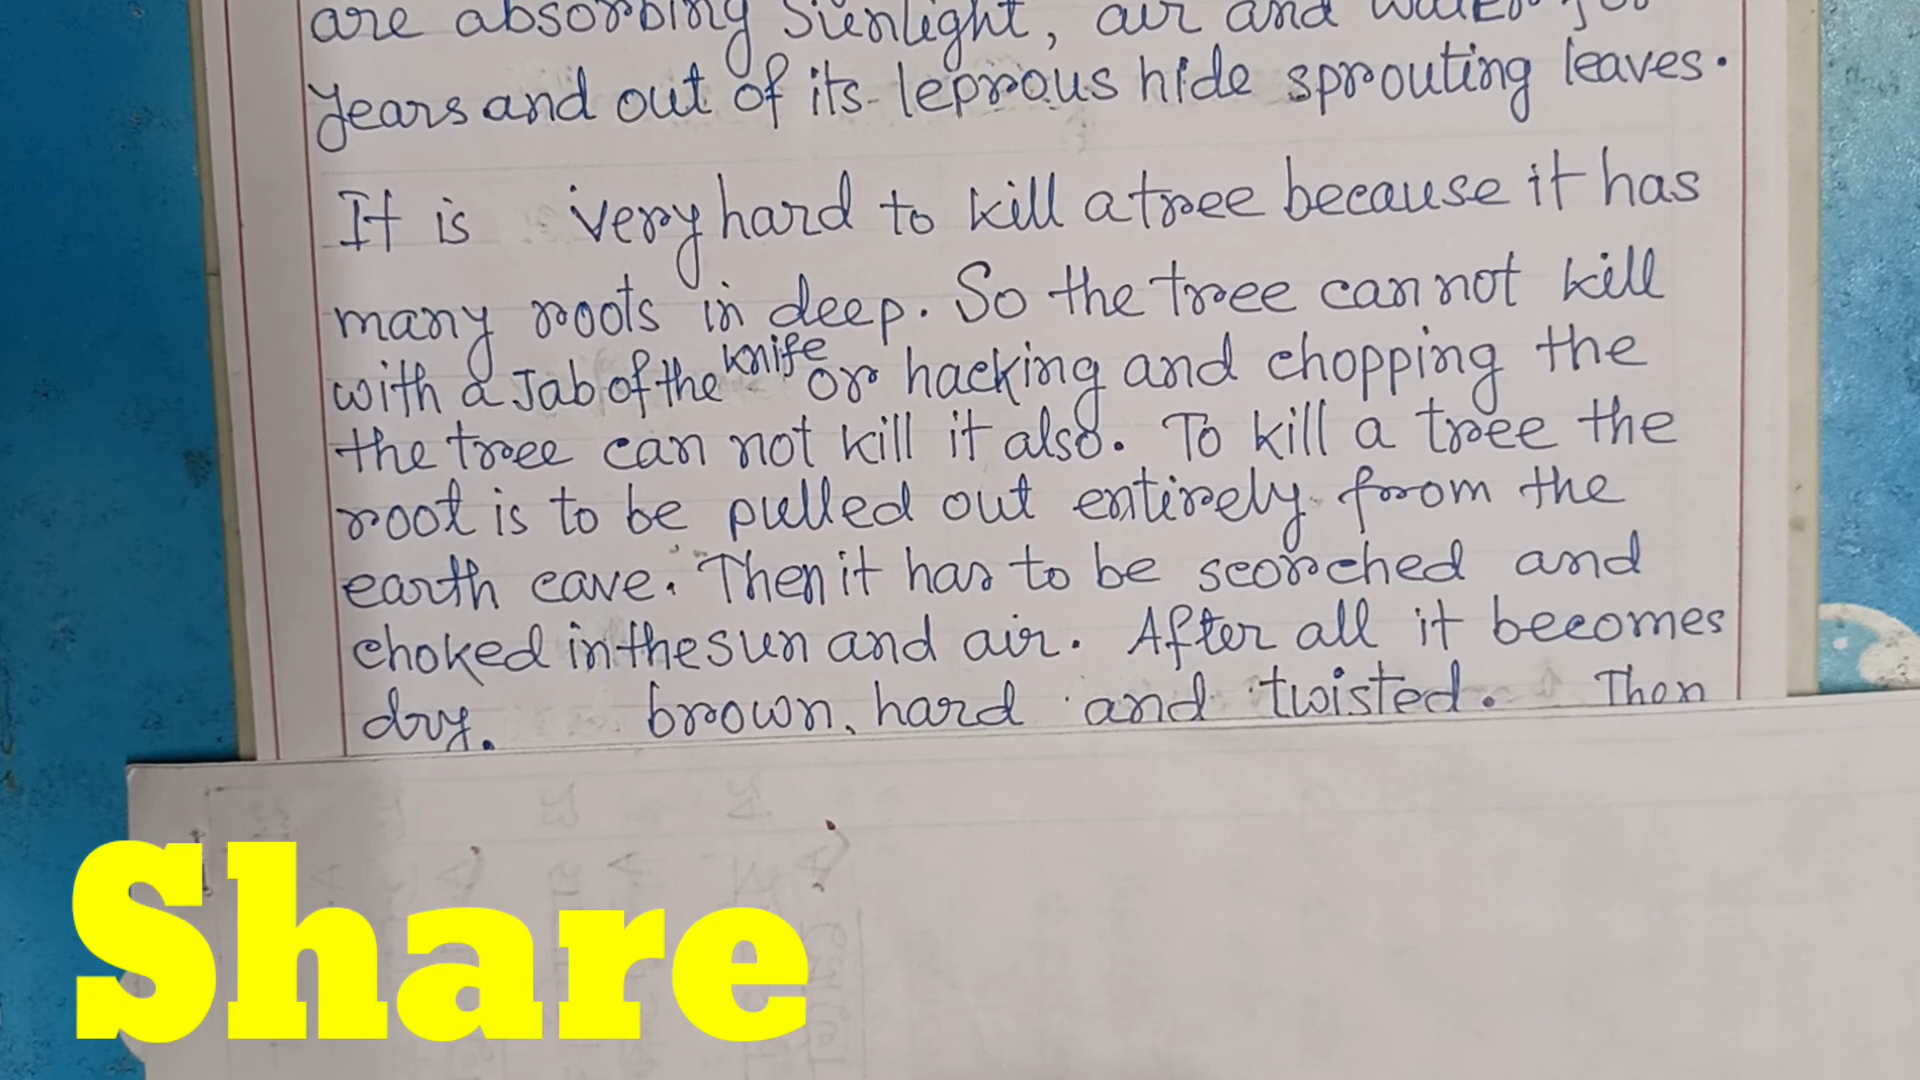 are absorbing sunlight, air and water for
years and out of its leprous hide sprouting leaves.
It is very hard to kill a tree because it has
many roots in deep. So the tree can not kill
with a Jab of the knife or hacking and chopping the
the tree can not kill it also. To kill a tree the
root is to be pulled out entirely from the
earth cave. Then it has to be scorched and
choked in the sun and air. After all it becomes
dry. brown, hard and twisted. Then
Share